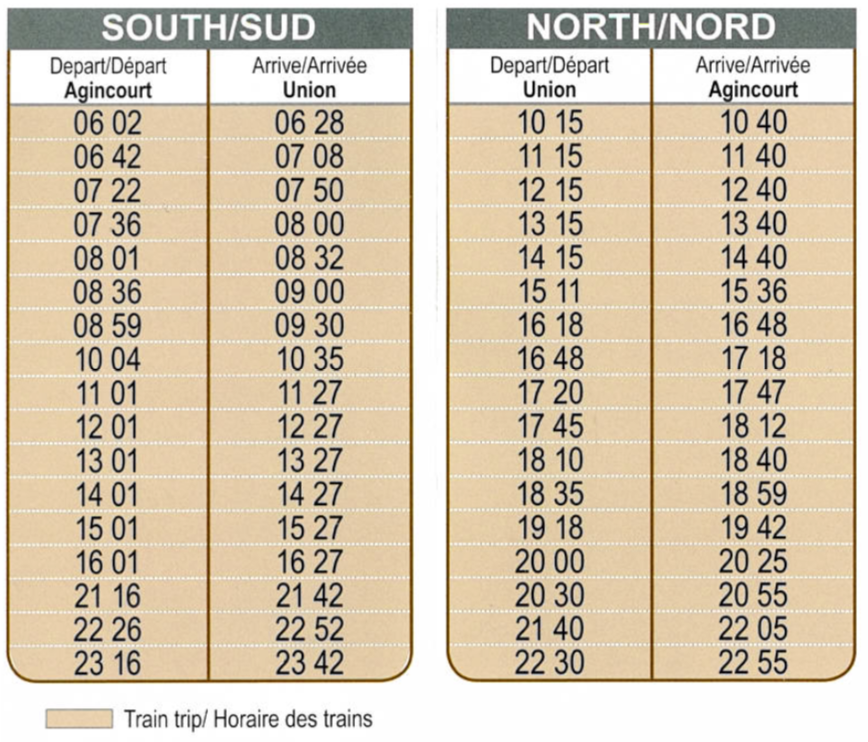 SOUTH/SUD
Depart/Départ Arrive/Arrivée
Agincourt Union
06 02 06 28
06 42 07 08
07 22 07 50
07 36 08 00
08 01 08 32
08 36 09 00
08 59 09 30
10 04 10 35
11 01 11 27
12 01 12 27
13 01 13 27
14 01 14 27
15 01 15 27
16 01 16 27
21 16 21 42
22 26 22 52
23 16 23 42
NORTH/NORD
Depart/Départ Arrive/Arrivée
Union Agincourt
10 15 10 40
11 15 11 40
12 15 12 40
13 15 13 40
14 15 14 40
15 11 15 36
16 18 16 48
16 48 17 18
17 20 17 47
17 45 18 12
18 10 18 40
18 35 18 59
19 18 19 42
20 00 20 25
20 30 20 55
21 40 22 05
22 30 22 55
Train trip/ Horaire des trains